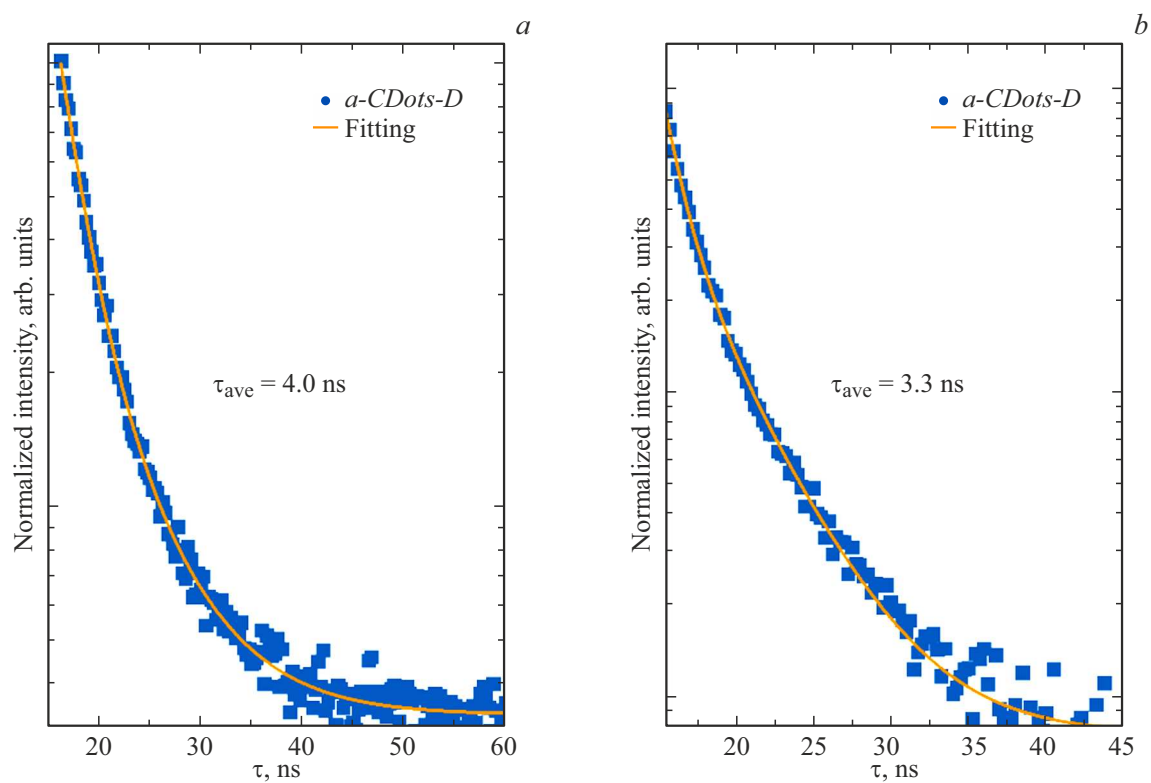 a
a-CDots-D
Fitting
Normalized intensity, arb. units
τave = 4.0 ns
20 30 40 50 60
τ, ns
b
a-CDots-D
Fitting
Normalized intensity, arb. units
τave = 3.3 ns
20 25 30 35 40 45
τ, ns